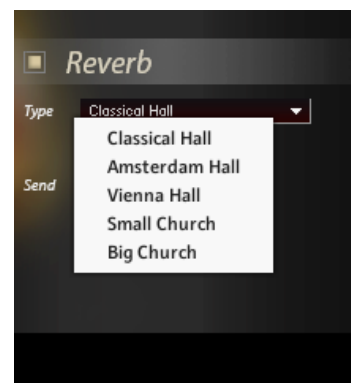 Reverb
Type Classical Hall
Classical Hall
Amsterdam Hall
Vienna Hall
Send
Small Church
Big Church